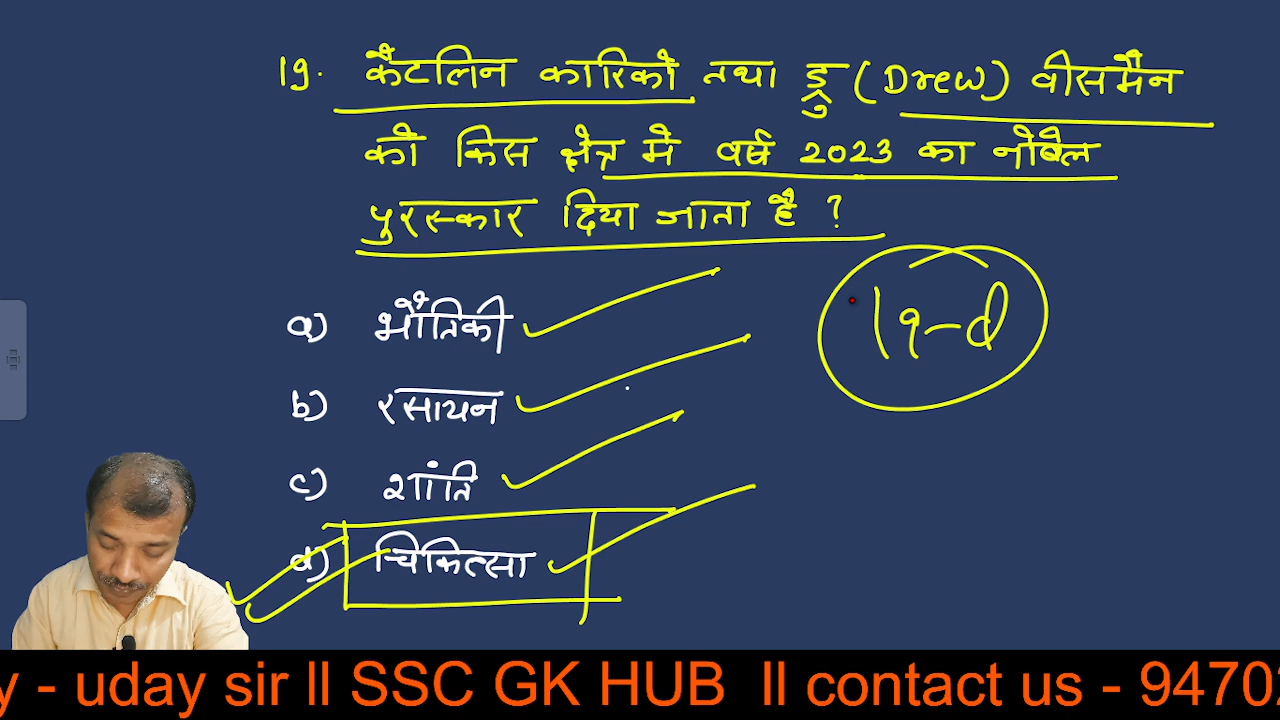 19. कैटलिन कारिको तथा ड्रु (Drew) वीसमैन
को किस क्षेत्र मे वर्ष 2023 का नोबेल
पुरस्कार दिया जाता है ?
a) भौतिकी
b) रसायन
c) शांति
d) चिकित्सा
19-d
y - uday sir ll SSC GK HUB ll contact us - 9470